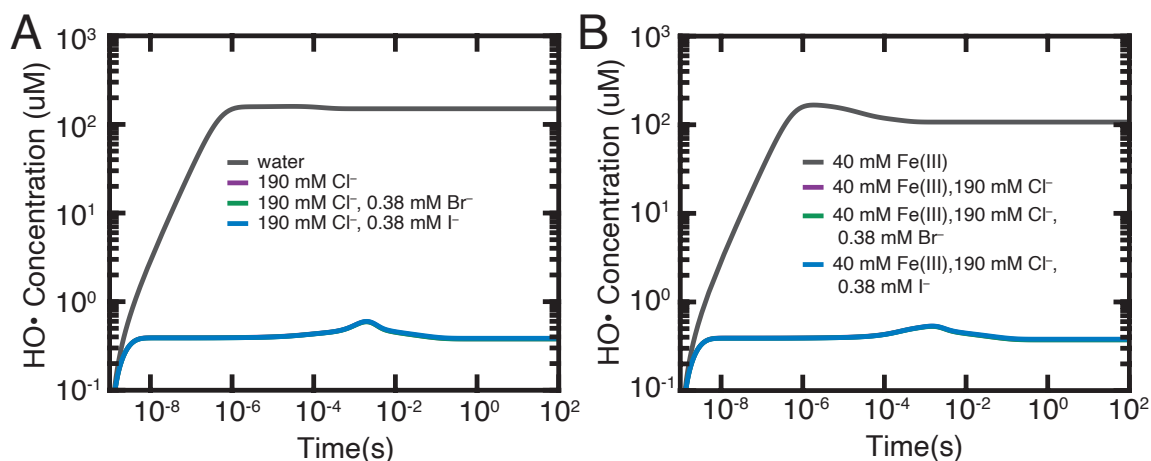 A
HO• Concentration (uM)
10³
10²
10¹
10⁰
10⁻¹
water
190 mM Cl⁻
190 mM Cl⁻, 0.38 mM Br⁻
190 mM Cl⁻, 0.38 mM I⁻
10⁻⁸ 10⁻⁶ 10⁻⁴ 10⁻² 10⁰ 10²
Time(s)
B
HO• Concentration (uM)
10³
10²
10¹
10⁰
10⁻¹
40 mM Fe(III)
40 mM Fe(III),190 mM Cl⁻
40 mM Fe(III),190 mM Cl⁻,
0.38 mM Br⁻
40 mM Fe(III),190 mM Cl⁻,
0.38 mM I⁻
10⁻⁸ 10⁻⁶ 10⁻⁴ 10⁻² 10⁰ 10²
Time(s)